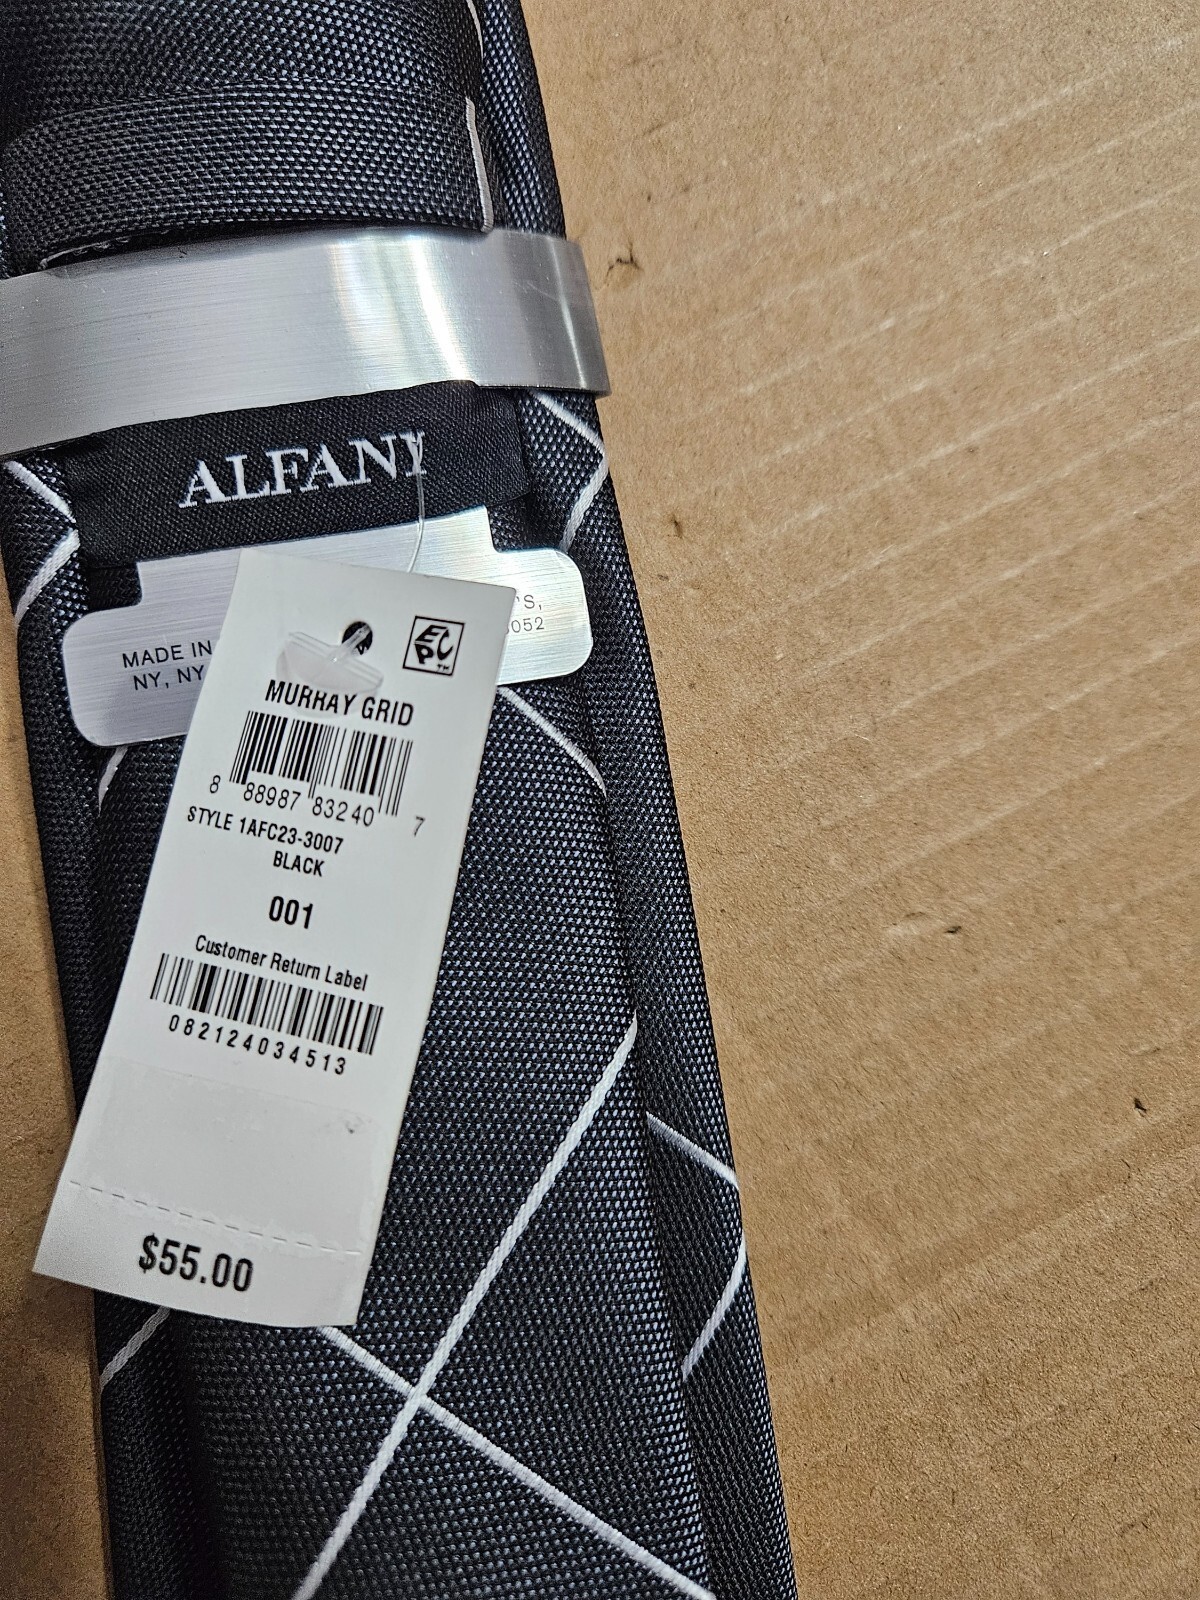 ALFANI
MADE IN
NY, NY
'S,
052
EPC™
MURRAY GRID
8 88987 83240 7
STYLE 1AFC23-3007
BLACK
001
Customer Return Label
082124034513
$55.00